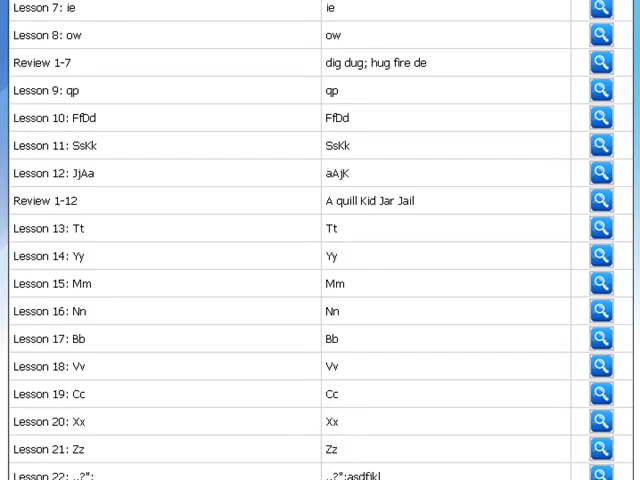 Lesson 7: ie ie
Lesson 8: ow ow
Review 1-7 dig dug; hug fire de
Lesson 9: qp qp
Lesson 10: FfDd FfDd
Lesson 11: SsKk SsKk
Lesson 12: JjAa aAjK
Review 1-12 A quill Kid Jar Jail
Lesson 13: Tt Tt
Lesson 14: Yy Yy
Lesson 15: Mm Mm
Lesson 16: Nn Nn
Lesson 17: Bb Bb
Lesson 18: Vv Vv
Lesson 19: Cc Cc
Lesson 20: Xx Xx
Lesson 21: Zz Zz
Lesson 22: